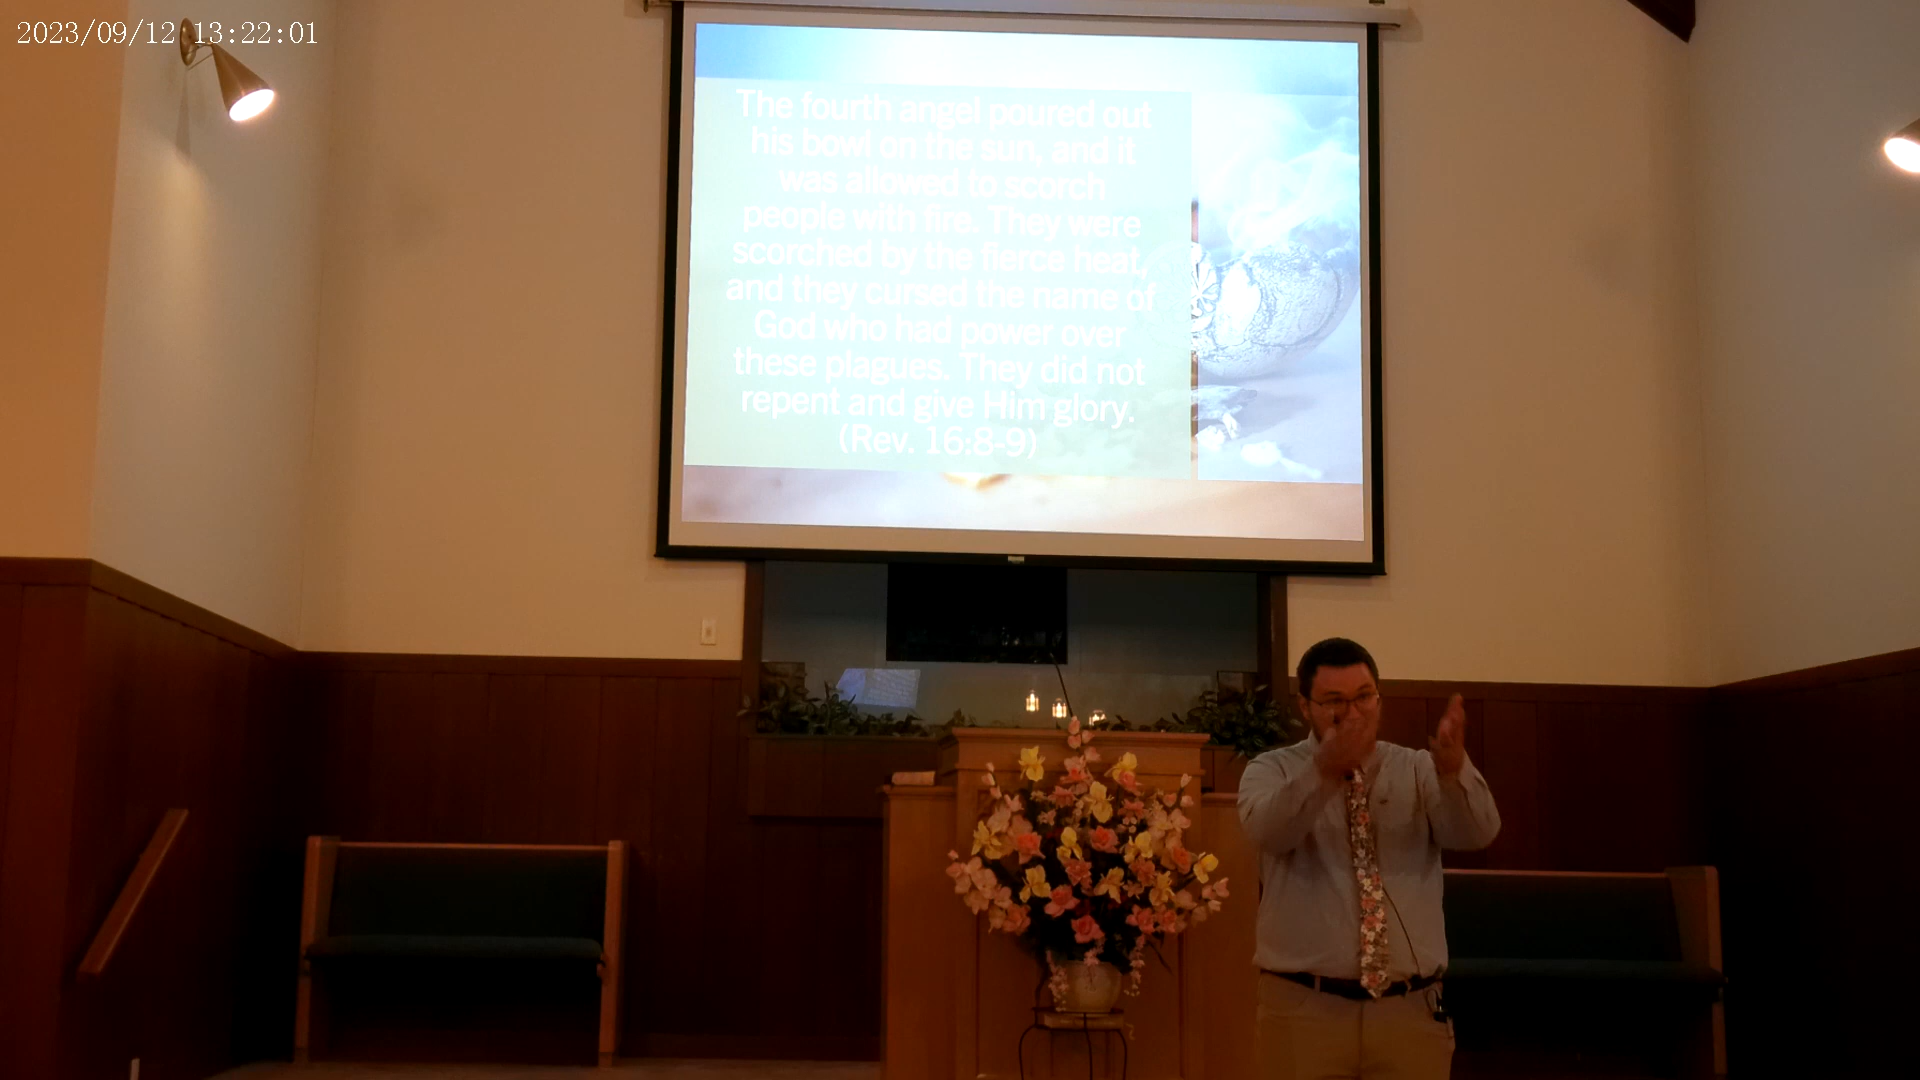 2023/09/12 13:22:01
The fourth angel poured out
his bowl on the sun, and it
was allowed to scorch
people with fire. They were
scorched by the fierce heat,
and they cursed the name of
God who had power over
these plagues. They did not
repent and give Him glory.
(Rev. 16:8-9)